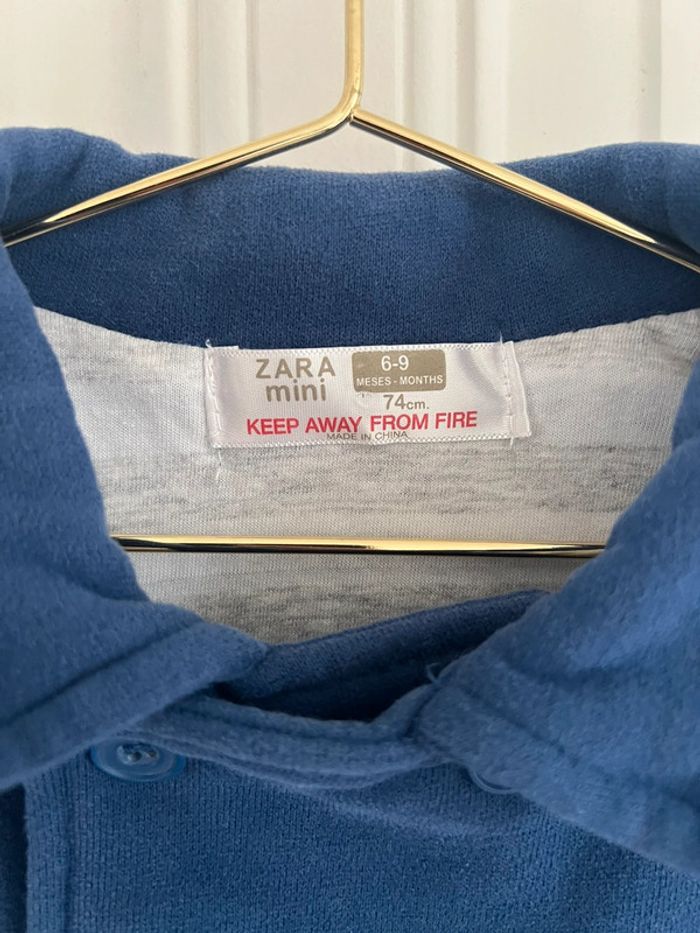 ZARA
mini
6-9
MESES - MONTHS
74cm.
KEEP AWAY FROM FIRE
MADE IN CHINA